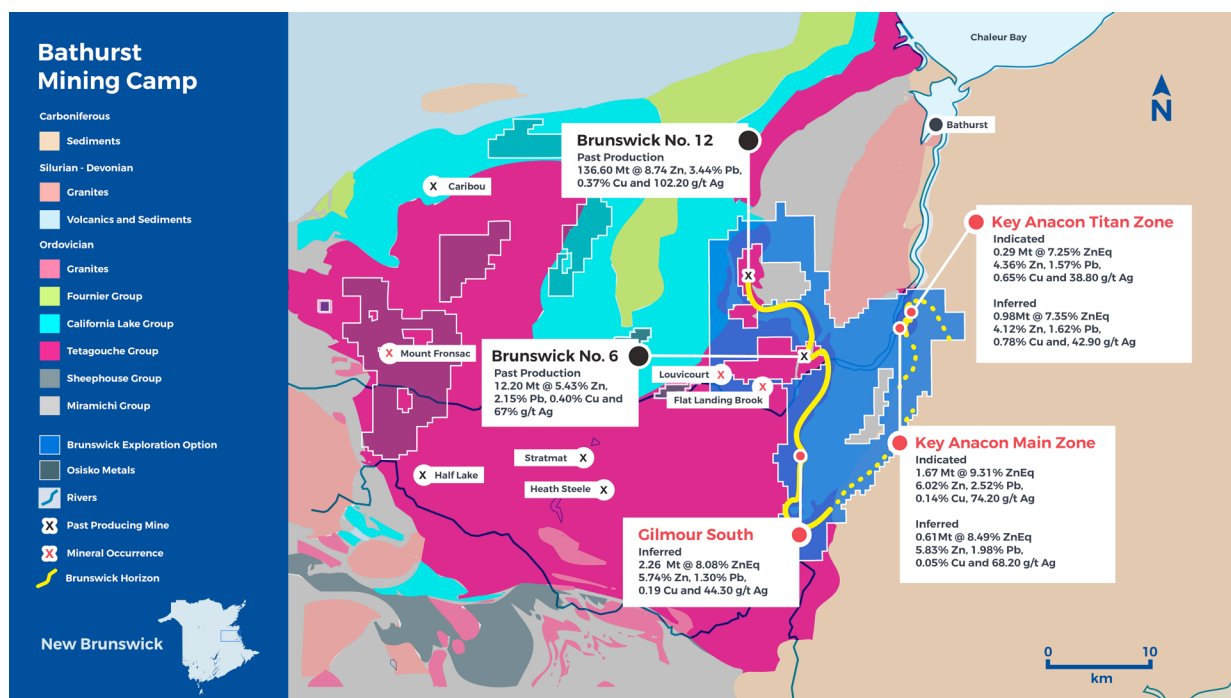 Bathurst
Mining Camp
Carboniferous
Sediments
Silurian - Devonian
Granites
Volcanics and Sediments
Ordovician
Granites
Fournier Group
California Lake Group
Tetagouche Group
Sheephouse Group
Miramichi Group
Brunswick Exploration Option
Osisko Metals
Rivers
X Past Producing Mine
X Mineral Occurrence
Brunswick Horizon
New Brunswick
Chaleur Bay
N
Bathurst
Brunswick No. 12
Past Production
136.60 Mt @ 8.74 Zn, 3.44% Pb,
0.37% Cu and 102.20 g/t Ag
X Caribou
Key Anacon Titan Zone
Indicated
0.29 Mt @ 7.25% ZnEq
4.36% Zn, 1.57% Pb,
0.65% Cu and 38.80 g/t Ag
Inferred
0.98Mt @ 7.35% ZnEq
4.12% Zn, 1.62% Pb,
0.78% Cu and, 42.90 g/t Ag
X
X Mount Fronsac
Brunswick No. 6
Past Production
12.20 Mt @ 5.43% Zn,
2.15% Pb, 0.40% Cu and
67% g/t Ag
X
Louvicourt X
X
Flat Landing Brook
Key Anacon Main Zone
Indicated
1.67 Mt @ 9.31% ZnEq
6.02% Zn, 2.52% Pb,
0.14% Cu, 74.20 g/t Ag
Inferred
0.61Mt @ 8.49% ZnEq
5.83% Zn, 1.98% Pb,
0.05% Cu and 68.20 g/t Ag
Stratmat X
X Half Lake
Heath Steele X
Gilmour South
Inferred
2.26 Mt @ 8.08% ZnEq
5.74% Zn, 1.30% Pb,
0.19 Cu and 44.30 g/t Ag
0 10
km